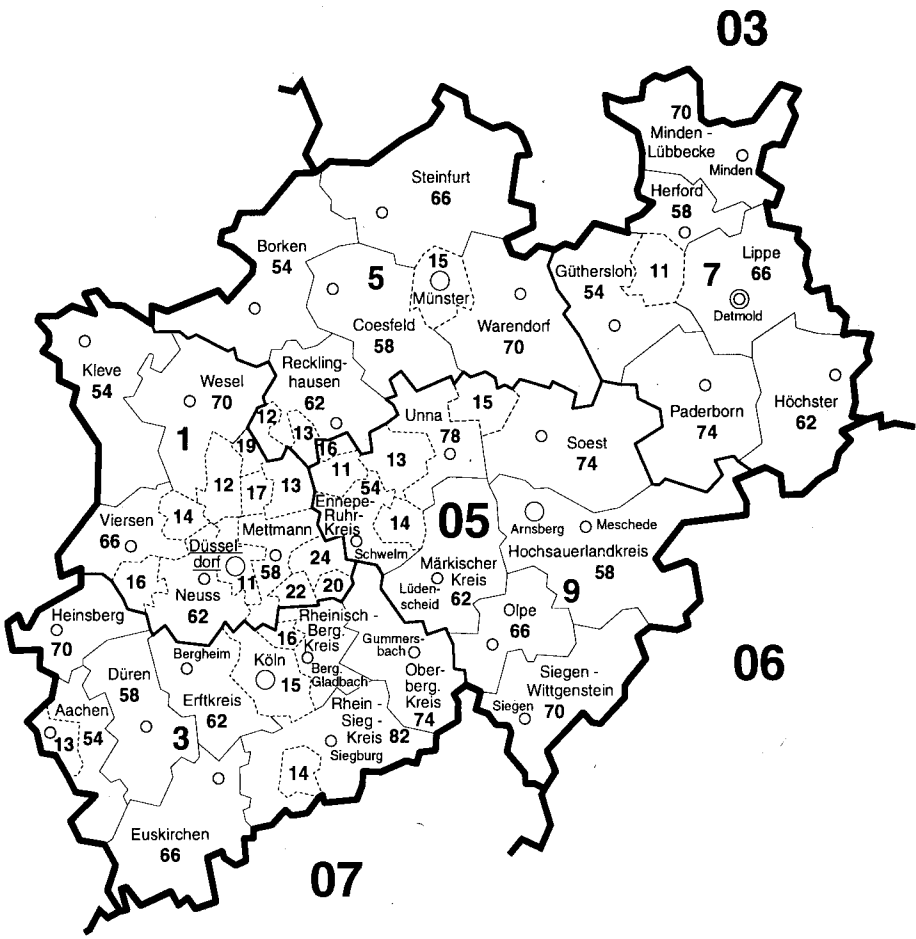 03
70
Minden -
Lübbecke
Minden
Steinfurt
66
Herford
58
Borken
54
15
Münster
5
Güthersloh
54
11
7
Lippe
66
Detmold
Coesfeld
58
Warendorf
70
Kleve
54
Wesel
70
Reckling-
hausen
62
Unna
78
15
Paderborn
74
Höchster
62
12
13
16
19
1
Soest
74
12
17
13
11
54
13
14
Viersen
66
Mettmann
58
Ennepe-
Ruhr-
Kreis
Schwelm
14
05
Arnsberg
Meschede
Hochsauerlandkreis
58
Düssel-
dorf
11
24
16
Neuss
62
22
20
Märkischer
Kreis
62
Lüden-
scheid
9
Olpe
66
06
Heinsberg
70
Rheinisch-
Berg.
Kreis
16
Berg.
Gladbach
Gummers-
bach
Bergheim
Köln
15
Düren
58
Erftkreis
62
Ober-
berg.
Kreis
74
Siegen -
Wittgenstein
70
Siegen
Aachen
54
13
3
Rhein -
Sieg -
Kreis
82
Siegburg
14
Euskirchen
66
07